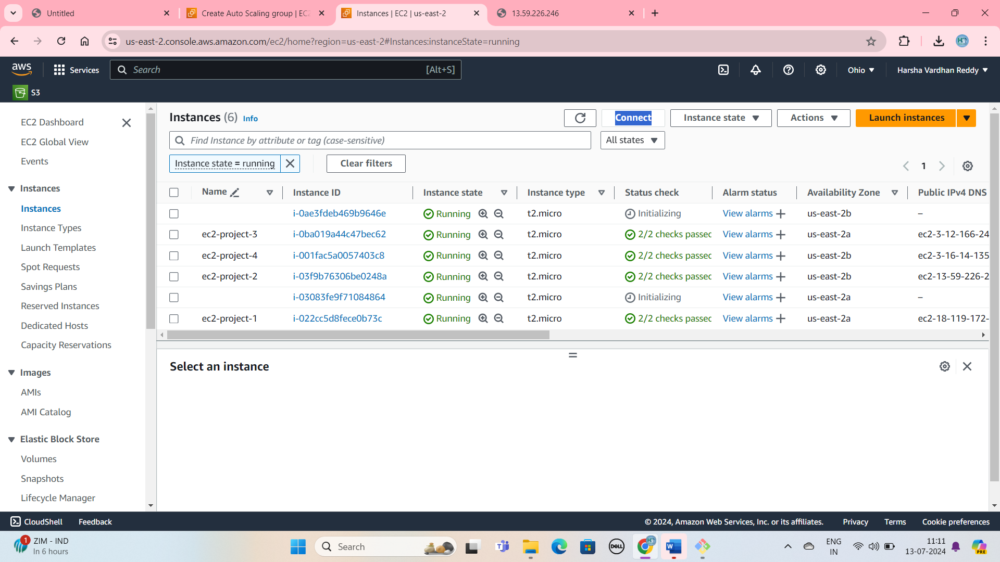 Untitled
Create Auto Scaling group | EC2
Instances | EC2 | us-east-2
13.59.226.246
us-east-2.console.aws.amazon.com/ec2/home?region=us-east-2#Instances:instanceState=running
aws
Services
Search
[Alt+S]
Ohio
Harsha Vardhan Reddy
S3
EC2 Dashboard
EC2 Global View
Events
Instances
Instances
Instance Types
Launch Templates
Spot Requests
Savings Plans
Reserved Instances
Dedicated Hosts
Capacity Reservations
Images
AMIs
AMI Catalog
Elastic Block Store
Volumes
Snapshots
Lifecycle Manager
Instances (6) Info
Connect
Instance state
Actions
Launch instances
Find Instance by attribute or tag (case-sensitive)
All states
Instance state = running
Clear filters
1
Name Instance ID Instance state Instance type Status check Alarm status Availability Zone Public IPv4 DNS
i-0ae3fdeb469b9646e Running t2.micro Initializing View alarms + us-east-2b –
ec2-project-3 i-0ba019a44c47bec62 Running t2.micro 2/2 checks passed View alarms + us-east-2a ec2-3-12-166-24
ec2-project-4 i-001fac5a0057403c8 Running t2.micro 2/2 checks passed View alarms + us-east-2b ec2-3-16-14-135
ec2-project-2 i-03f9b76306be0248a Running t2.micro 2/2 checks passed View alarms + us-east-2b ec2-13-59-226-2
i-03083fe9f71084864 Running t2.micro Initializing View alarms + us-east-2a –
ec2-project-1 i-022cc5d8fece0b73c Running t2.micro 2/2 checks passed View alarms + us-east-2a ec2-18-119-172-
Select an instance
CloudShell
Feedback
© 2024, Amazon Web Services, Inc. or its affiliates.
Privacy
Terms
Cookie preferences
1
ZIM - IND
In 6 hours
Search
DELL
ENG
IN
11:11
13-07-2024
PRE